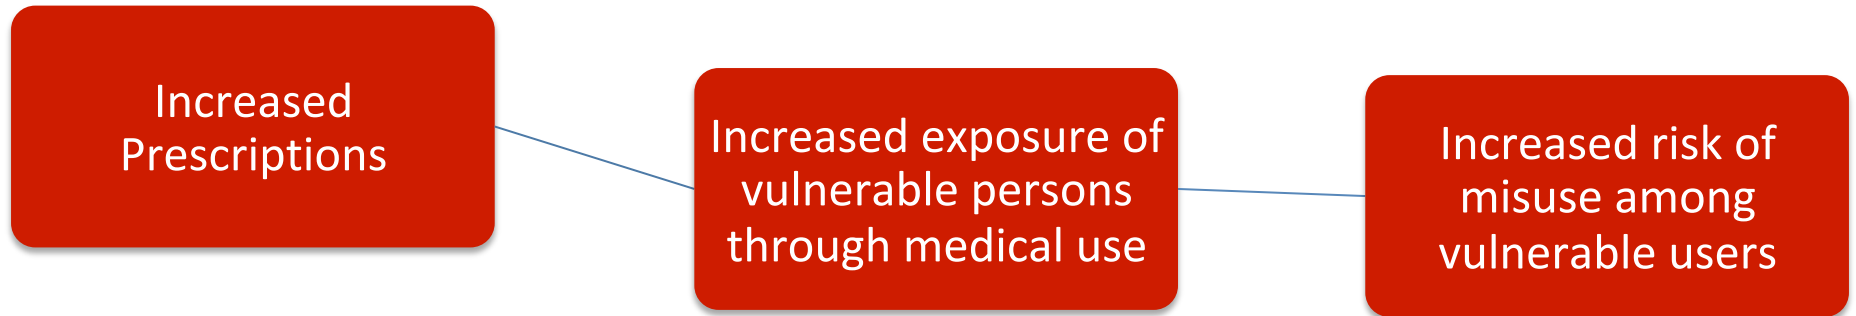 Increased
Prescriptions
Increased exposure of
vulnerable persons
through medical use
Increased risk of
misuse among
vulnerable users